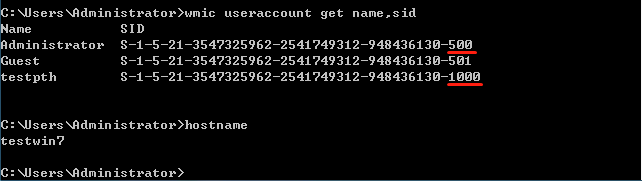 C:\Users\Administrator>wmic useraccount get name,sid
Name           SID
Administrator  S-1-5-21-3547325962-2541749312-948436130-500
Guest          S-1-5-21-3547325962-2541749312-948436130-501
testpth        S-1-5-21-3547325962-2541749312-948436130-1000
C:\Users\Administrator>hostname
testwin7
C:\Users\Administrator>